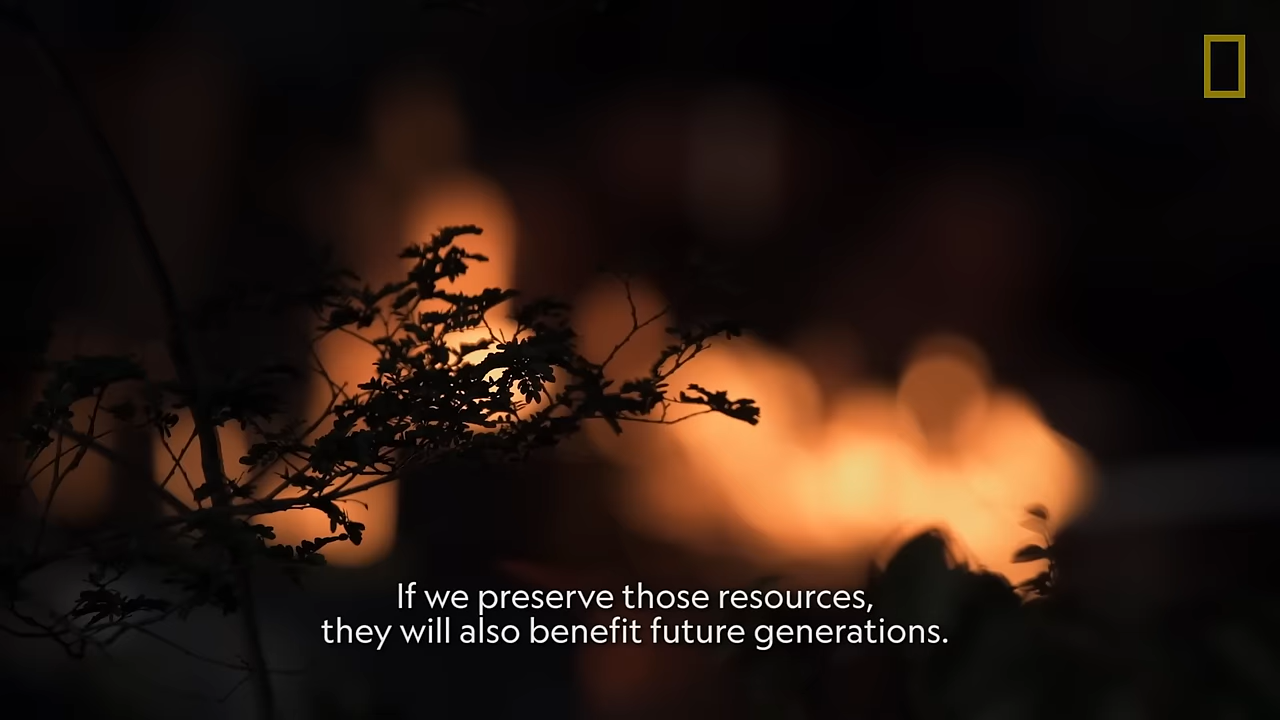 If we preserve those resources,
they will also benefit future generations.